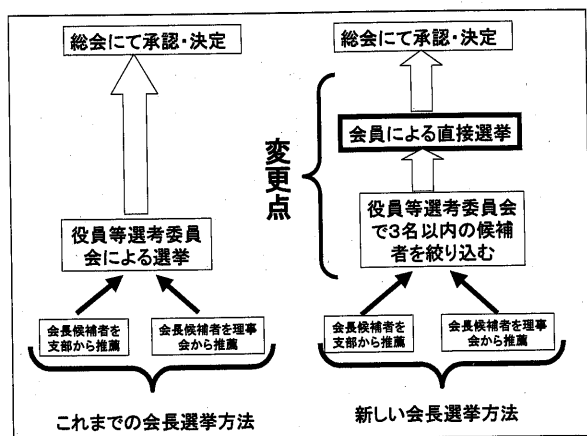 総会にて承認・決定
役員等選考委員
会による選挙
会長候補者を
支部から推薦
会長候補者を理事
会から推薦
これまでの会長選挙方法
変更点
総会にて承認・決定
会員による直接選挙
役員等選考委員会
で3名以内の候補
者を絞り込む
会長候補者を
支部から推薦
会長候補者を理事
会から推薦
新しい会長選挙方法